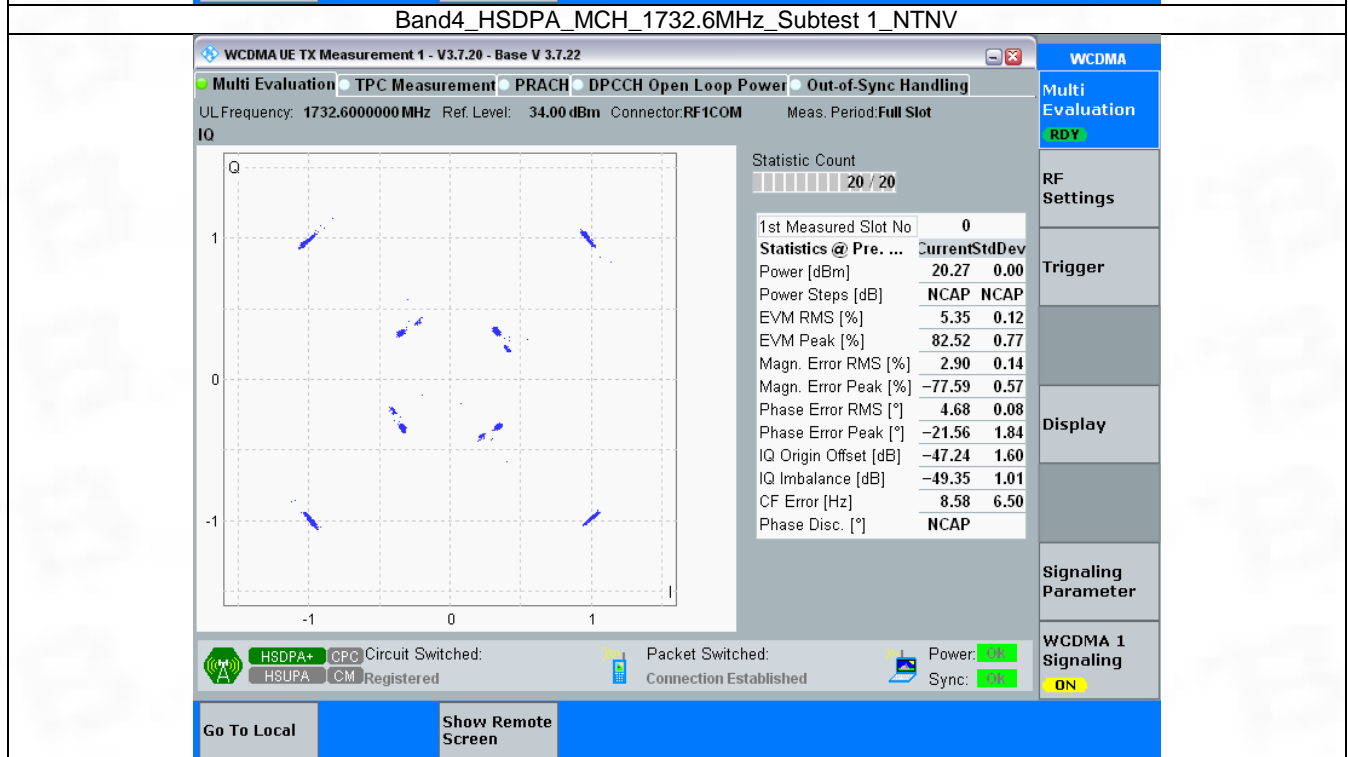 Band4_HSDPA_MCH_1732.6MHz_Subtest 1_NTNV
WCDMA UE TX Measurement 1 - V3.7.20 - Base V 3.7.22
WCDMA
Multi Evaluation TPC Measurement PRACH DPCCH Open Loop Power Out-of-Sync Handling
Multi
Evaluation
RDY
UL Frequency: 1732.6000000 MHz Ref. Level: 34.00 dBm Connector:RF1COM Meas. Period:Full Slot
IQ
Q
1
0
-1
-1 0 1
I
Statistic Count
20 / 20
1st Measured Slot No 0
Statistics @ Pre. ... Current StdDev
Power [dBm] 20.27 0.00
Power Steps [dB] NCAP NCAP
EVM RMS [%] 5.35 0.12
EVM Peak [%] 82.52 0.77
Magn. Error RMS [%] 2.90 0.14
Magn. Error Peak [%] −77.59 0.57
Phase Error RMS [°] 4.68 0.08
Phase Error Peak [°] −21.56 1.84
IQ Origin Offset [dB] −47.24 1.60
IQ Imbalance [dB] −49.35 1.01
CF Error [Hz] 8.58 6.50
Phase Disc. [°] NCAP
RF
Settings
Trigger
Display
Signaling
Parameter
WCDMA 1
Signaling
ON
HSDPA+ CPC Circuit Switched: Packet Switched: Power: OK
HSUPA CM Registered Connection Established Sync: OK
Go To Local
Show Remote
Screen